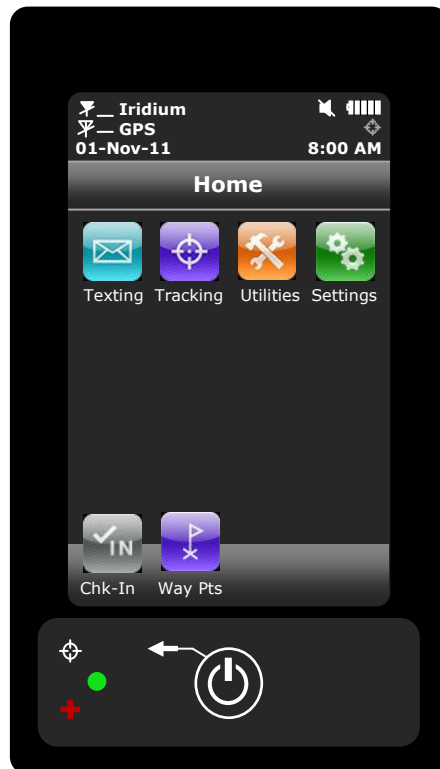 Iridium
GPS
01-Nov-11 8:00 AM
Home
Texting Tracking Utilities Settings
IN
Chk-In Way Pts